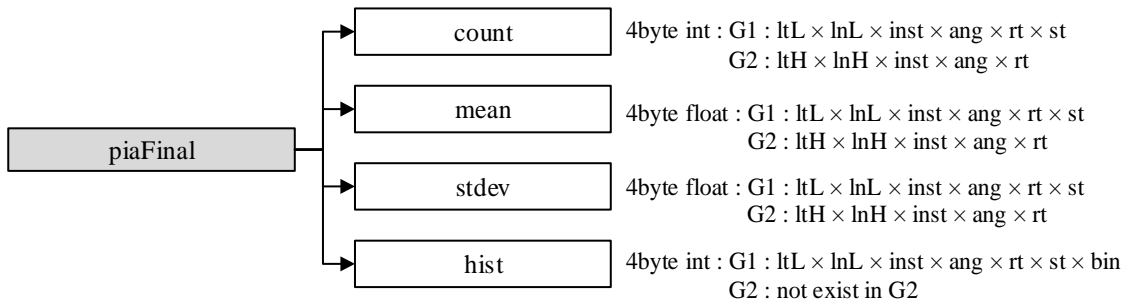 count
4byte int : G1 : ltL × lnL × inst × ang × rt × st
G2 : ltH × lnH × inst × ang × rt
mean
4byte float : G1 : ltL × lnL × inst × ang × rt × st
G2 : ltH × lnH × inst × ang × rt
piaFinal
stdev
4byte float : G1 : ltL × lnL × inst × ang × rt × st
G2 : ltH × lnH × inst × ang × rt
hist
4byte int : G1 : ltL × lnL × inst × ang × rt × st × bin
G2 : not exist in G2